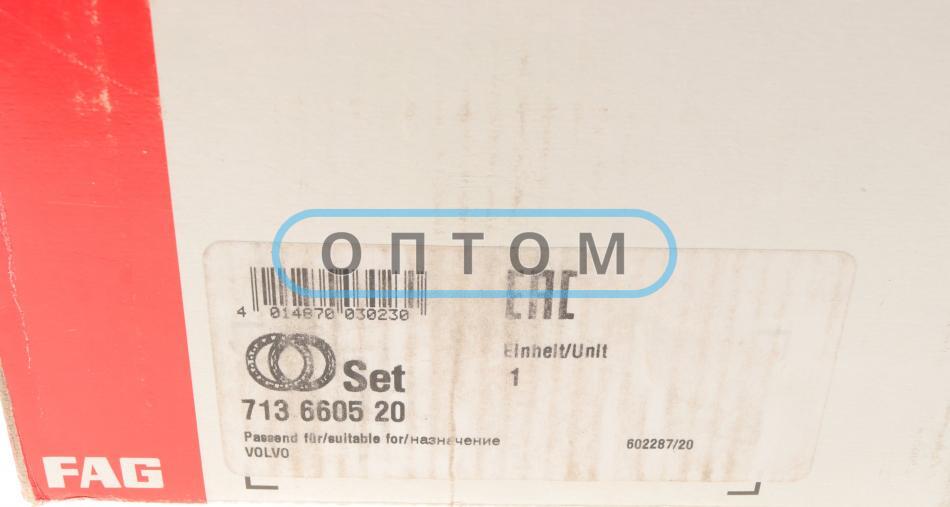 ОПТОМ
4 014870 030230
EAC
Set
Einheit/Unit
1
713 6605 20
Passend für/suitable for/назначение
VOLVO
602287/20
FAG